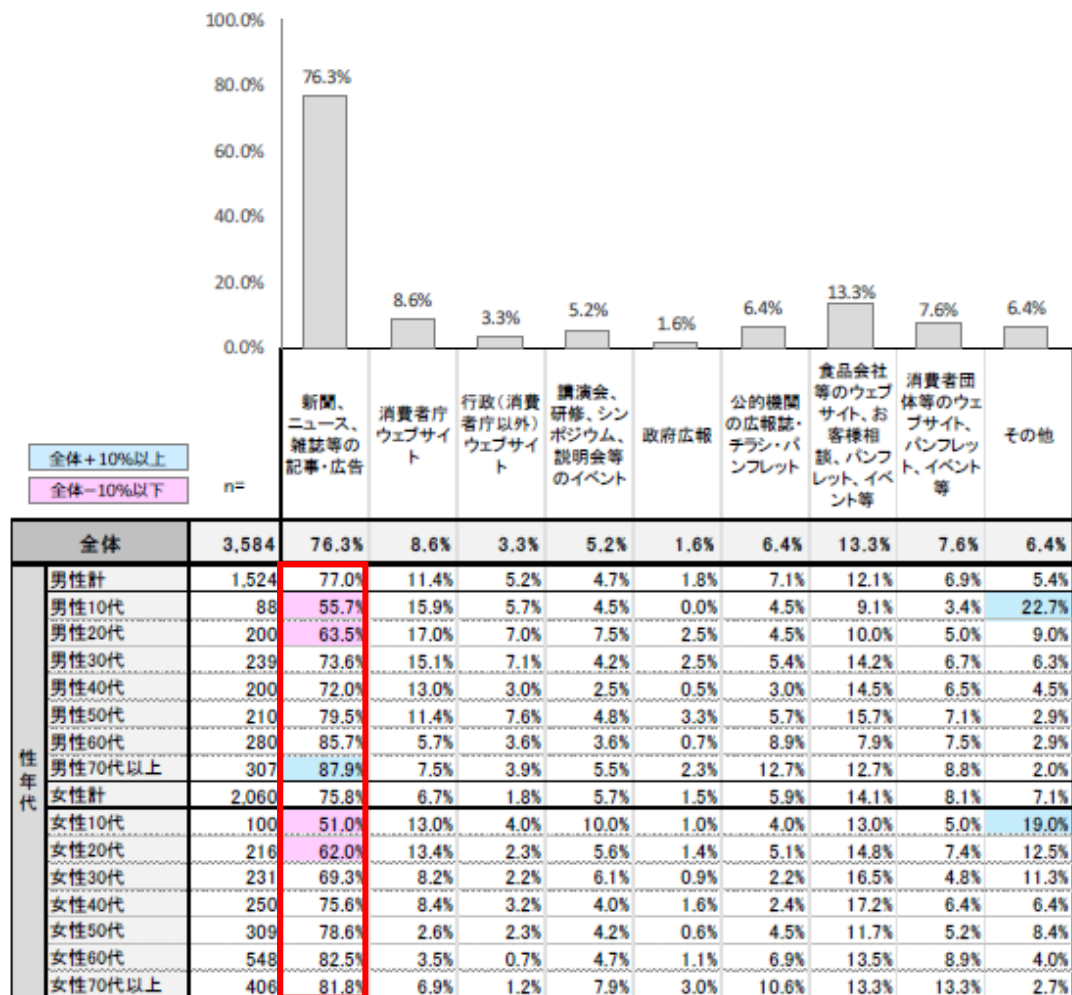 100.0%
80.0%
60.0%
40.0%
20.0%
0.0%
76.3%
8.6%
3.3%
5.2%
1.6%
6.4%
13.3%
7.6%
6.4%
全体+10%以上
全体-10%以下
n=
新聞、
ニュース、
雑誌等の
記事・広告
消費者庁
ウェブサイ
ト
行政(消費
者庁以外)
ウェブサイ
ト
講演会、
研修、シン
ポジウム、
説明会等
のイベント
政府広報
公的機関
の広報誌・
チラシ・パ
ンフレット
食品会社
等のウェブ
サイト、お
客様相
談、パンフ
レット、イベ
ント等
消費者団
体等のウェ
ブサイト、
パンフレッ
ト、イベント
等
その他
全体 3,584 76.3% 8.6% 3.3% 5.2% 1.6% 6.4% 13.3% 7.6% 6.4%
性年代
男性計 1,524 77.0% 11.4% 5.2% 4.7% 1.8% 7.1% 12.1% 6.9% 5.4%
男性10代 88 55.7% 15.9% 5.7% 4.5% 0.0% 4.5% 9.1% 3.4% 22.7%
男性20代 200 63.5% 17.0% 7.0% 7.5% 2.5% 4.5% 10.0% 5.0% 9.0%
男性30代 239 73.6% 15.1% 7.1% 4.2% 2.5% 5.4% 14.2% 6.7% 6.3%
男性40代 200 72.0% 13.0% 3.0% 2.5% 0.5% 3.0% 14.5% 6.5% 4.5%
男性50代 210 79.5% 11.4% 7.6% 4.8% 3.3% 5.7% 15.7% 7.1% 2.9%
男性60代 280 85.7% 5.7% 3.6% 3.6% 0.7% 8.9% 7.9% 7.5% 2.9%
男性70代以上 307 87.9% 7.5% 3.9% 5.5% 2.3% 12.7% 12.7% 8.8% 2.0%
女性計 2,060 75.8% 6.7% 1.8% 5.7% 1.5% 5.9% 14.1% 8.1% 7.1%
女性10代 100 51.0% 13.0% 4.0% 10.0% 1.0% 4.0% 13.0% 5.0% 19.0%
女性20代 216 62.0% 13.4% 2.3% 5.6% 1.4% 5.1% 14.8% 7.4% 12.5%
女性30代 231 69.3% 8.2% 2.2% 6.1% 0.9% 2.2% 16.5% 4.8% 11.3%
女性40代 250 75.6% 8.4% 3.2% 4.0% 1.6% 2.4% 17.2% 6.4% 6.4%
女性50代 309 78.6% 2.6% 2.3% 4.2% 0.6% 4.5% 11.7% 5.2% 8.4%
女性60代 548 82.5% 3.5% 0.7% 4.7% 1.1% 6.9% 13.5% 8.9% 4.0%
女性70代以上 406 81.8% 6.9% 1.2% 7.9% 3.0% 10.6% 13.3% 13.3% 2.7%